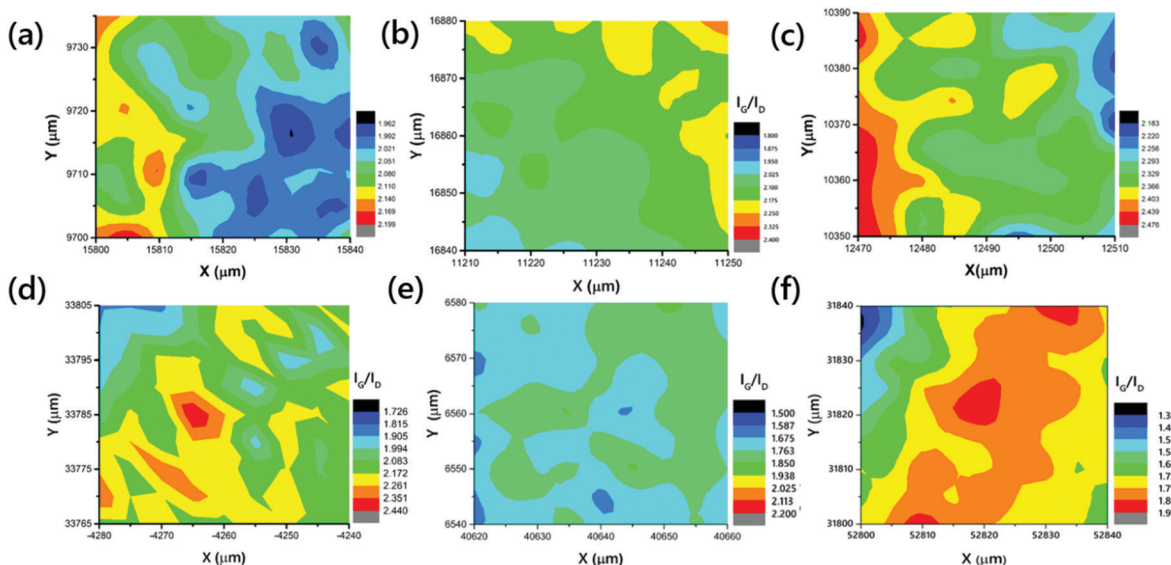 (a)
Y (µm)
9730
9720
9710
9700
15800 15810 15820 15830 15840
X (µm)
1.962
1.992
2.021
2.051
2.080
2.110
2.140
2.169
2.199
(b)
Y (µm)
16880
16870
16860
16850
16840
11210 11220 11230 11240 11250
X (µm)
IG/ID
1.800
1.875
1.950
2.025
2.100
2.175
2.250
2.325
2.400
(c)
Y(µm)
10390
10380
10370
10360
10350
12470 12480 12490 12500 12510
X(µm)
2.183
2.220
2.256
2.293
2.329
2.366
2.403
2.439
2.476
(d)
Y (µm)
33805
33795
33785
33775
33765
-4280 -4270 -4260 -4250 -4240
X (µm)
IG/ID
1.726
1.815
1.905
1.994
2.083
2.172
2.261
2.351
2.440
(e)
Y (µm)
6580
6570
6560
6550
6540
40620 40630 40640 40650 40660
X (µm)
IG/ID
1.500
1.587
1.675
1.763
1.850
1.938
2.025
2.113
2.200
(f)
Y (µm)
31840
31830
31820
31810
31800
52800 52810 52820 52830 52840
X (µm)
IG/ID
1.3
1.4
1.5
1.5
1.6
1.7
1.7
1.8
1.9